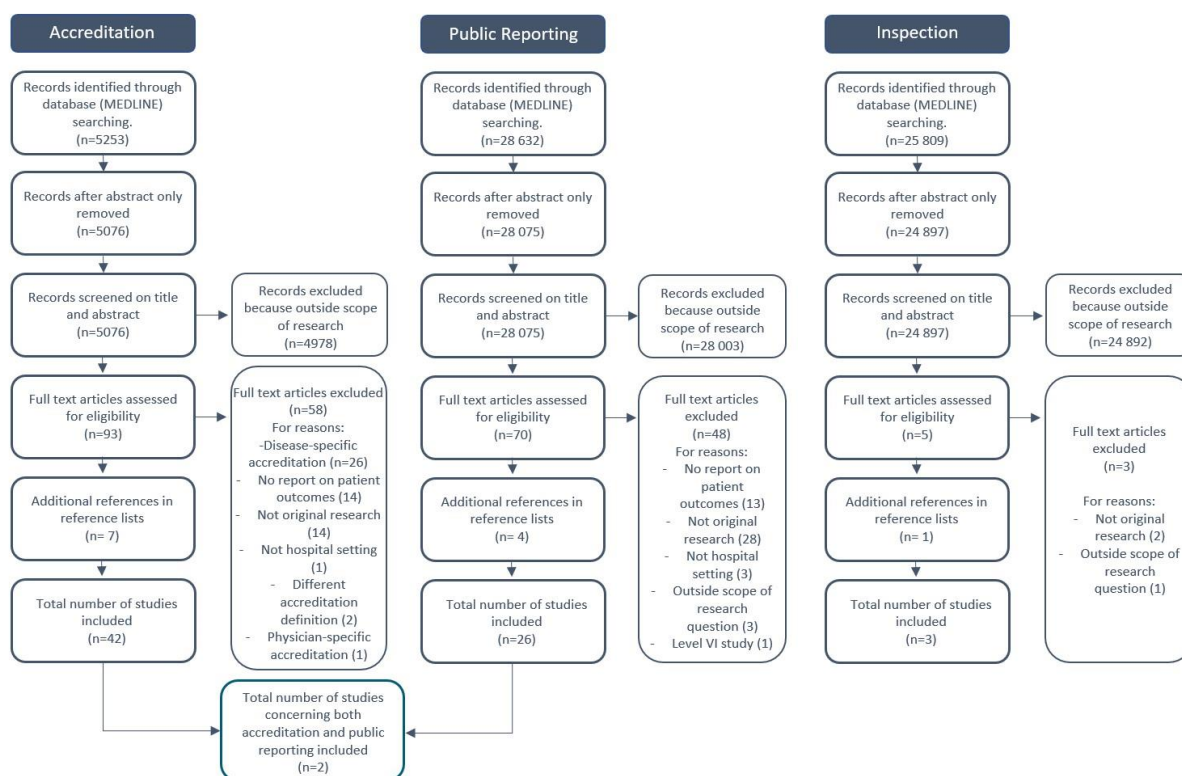 Accreditation
Records identified through
database (MEDLINE)
searching.
(n=5253)
Records after abstract only
removed
(n=5076)
Records screened on title
and abstract
(n=5076)
Records excluded
because outside scope
of research
(n=4978)
Full text articles assessed
for eligibility
(n=93)
Full text articles excluded
(n=58)
For reasons:
-Disease-specific
accreditation (n=26)
- No report on patient
outcomes (14)
- Not original research
(14)
- Not hospital setting
(1)
- Different
accreditation
definition (2)
- Physician-specific
accreditation (1)
Additional references in
reference lists
(n= 7)
Total number of studies
included
(n=42)
Public Reporting
Records identified through
database (MEDLINE)
searching.
(n=28 632)
Records after abstract only
removed
(n=28 075)
Records screened on title
and abstract
(n=28 075)
Records excluded
because outside
scope of research
(n=28 003)
Full text articles assessed
for eligibility
(n=70)
Full text articles
excluded
(n=48)
For reasons:
- No report on
patient
outcomes (13)
- Not original
research (28)
- Not hospital
setting (3)
- Outside scope of
research
question (3)
- Level VI study (1)
Additional references in
reference lists
(n= 4)
Total number of studies
included
(n=26)
Total number of studies
concerning both
accreditation and public
reporting included
(n=2)
Inspection
Records identified through
database (MEDLINE)
searching.
(n=25 809)
Records after abstract only
removed
(n=24 897)
Records screened on title
and abstract
(n=24 897)
Records excluded
because outside
scope of research
(n=24 892)
Full text articles assessed
for eligibility
(n=5)
Full text articles
excluded
(n=3)
For reasons:
- Not original
research (2)
- Outside scope of
research
question (1)
Additional references in
reference lists
(n= 1)
Total number of studies
included
(n=3)